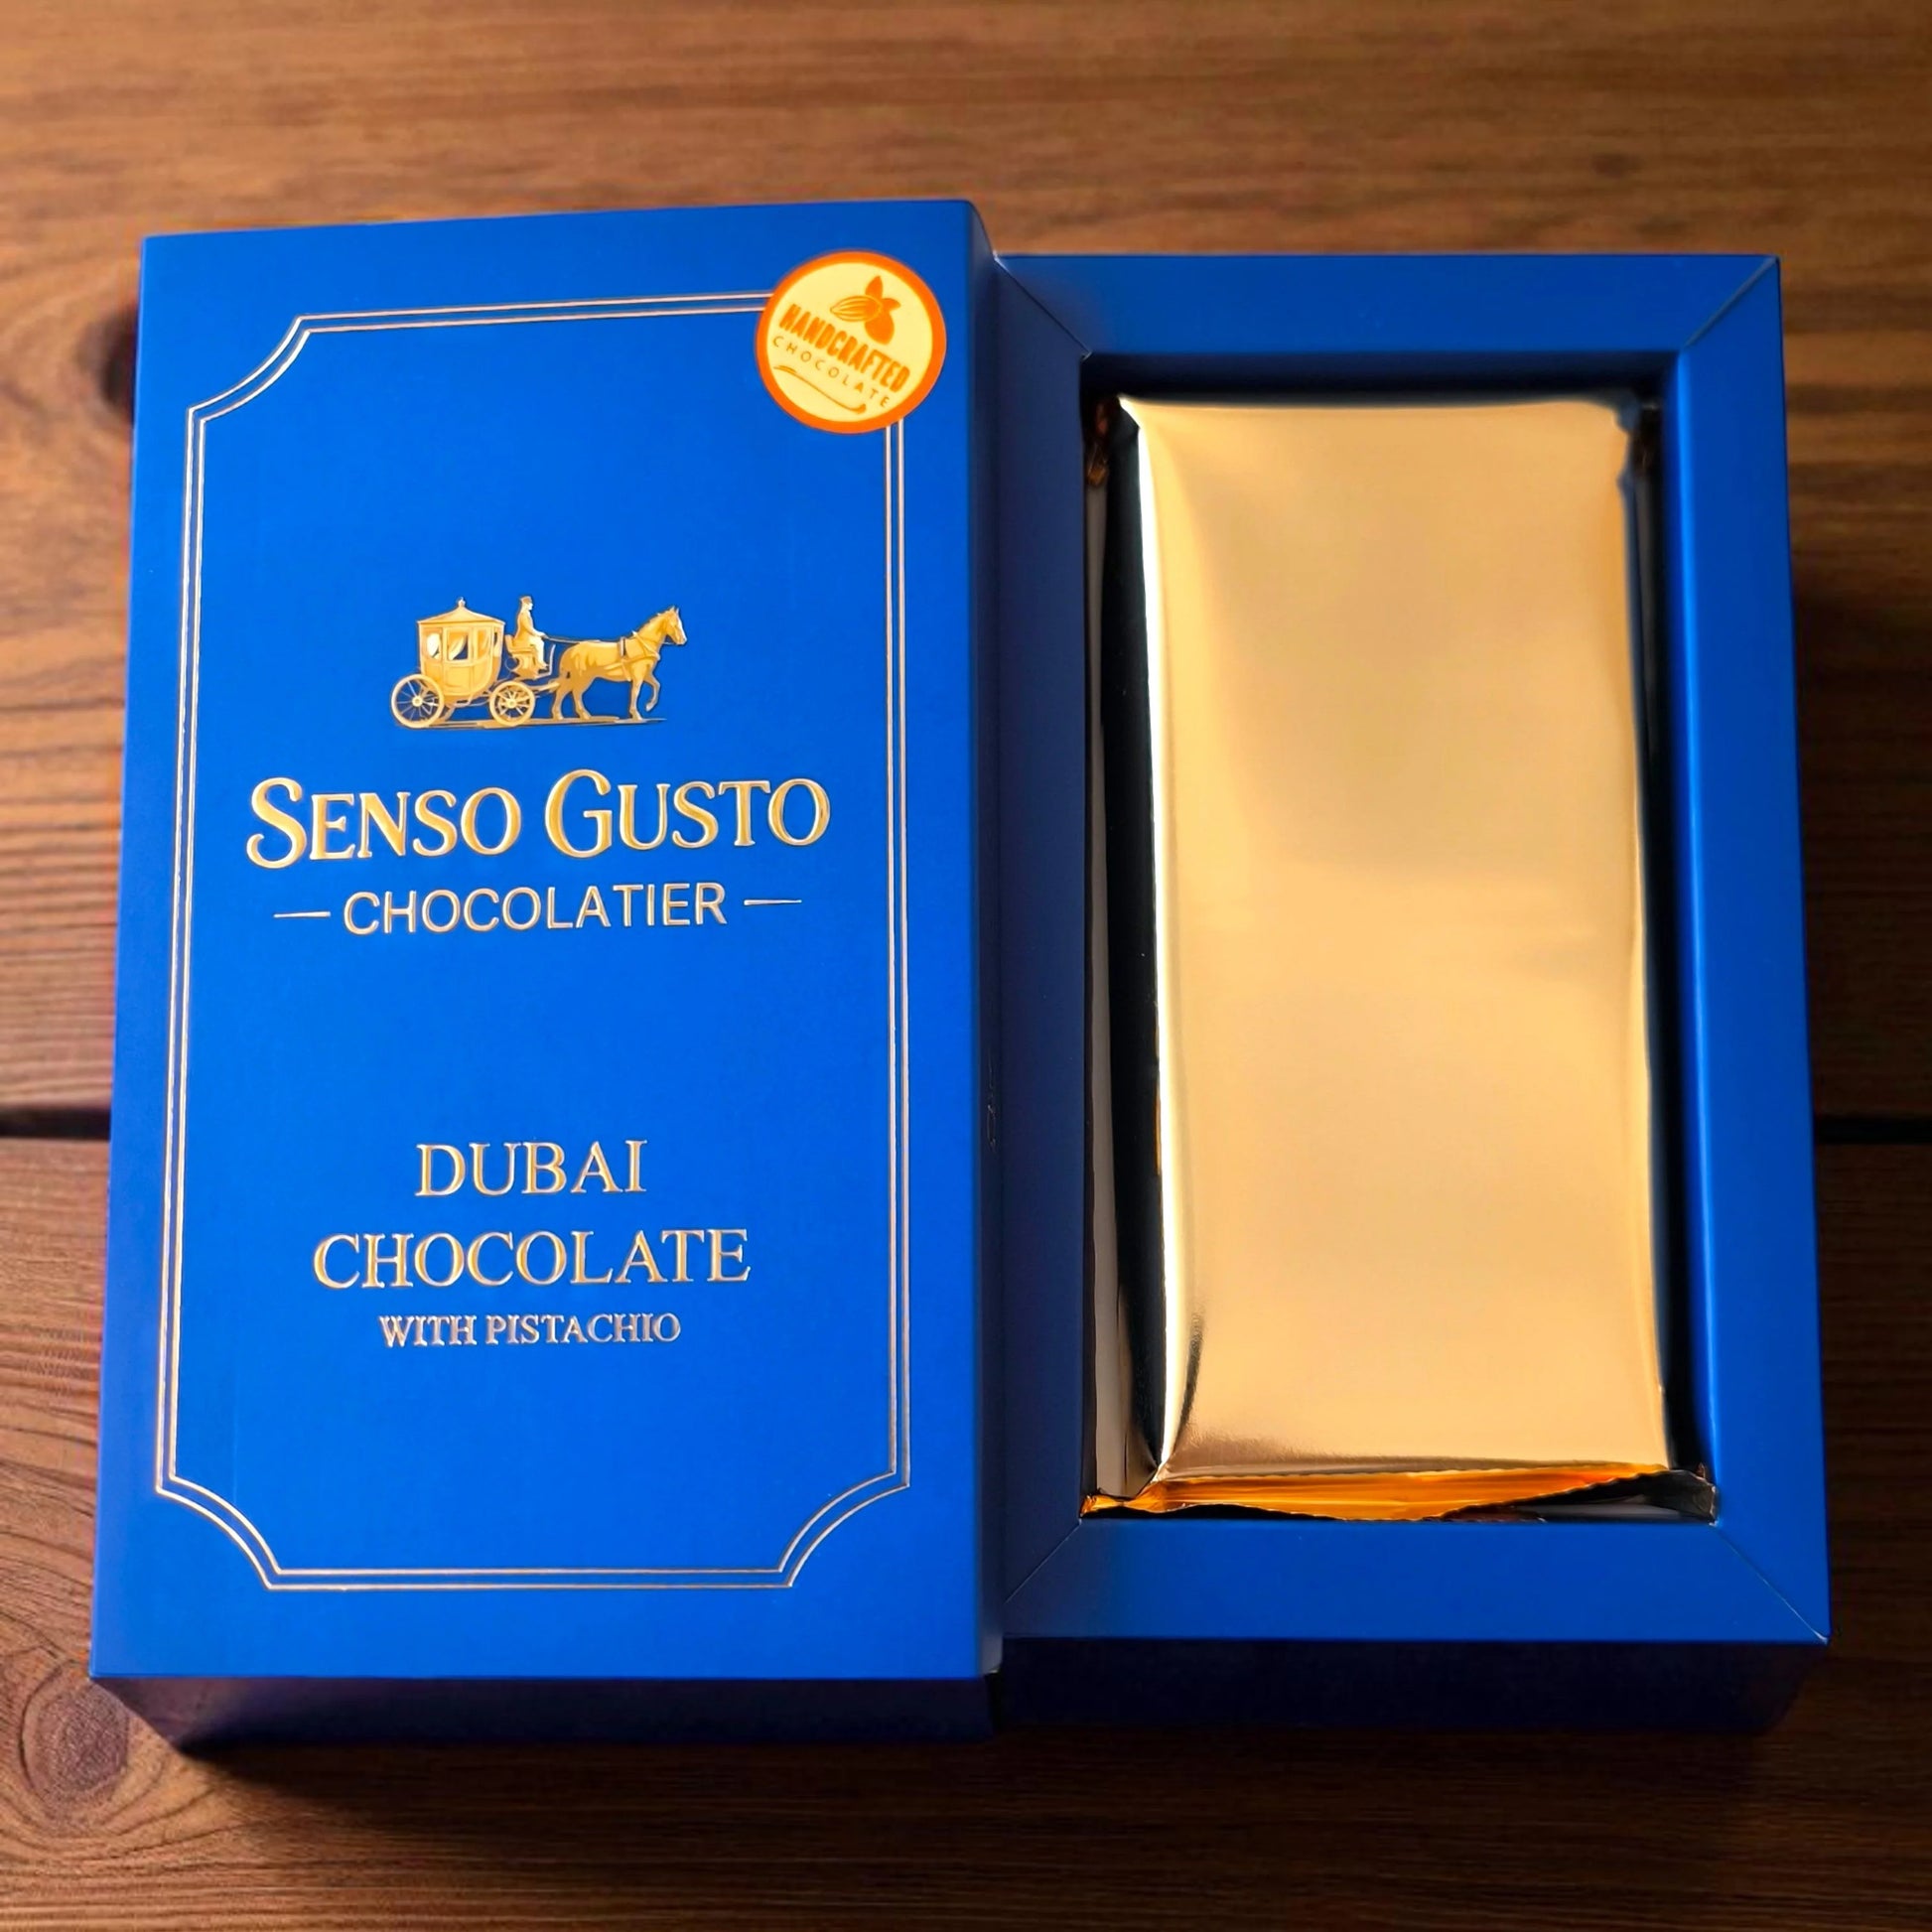 HANDCRAFTED
CHOCOLATE
SENSO GUSTO
CHOCOLATIER
DUBAI
CHOCOLATE
WITH PISTACHIO